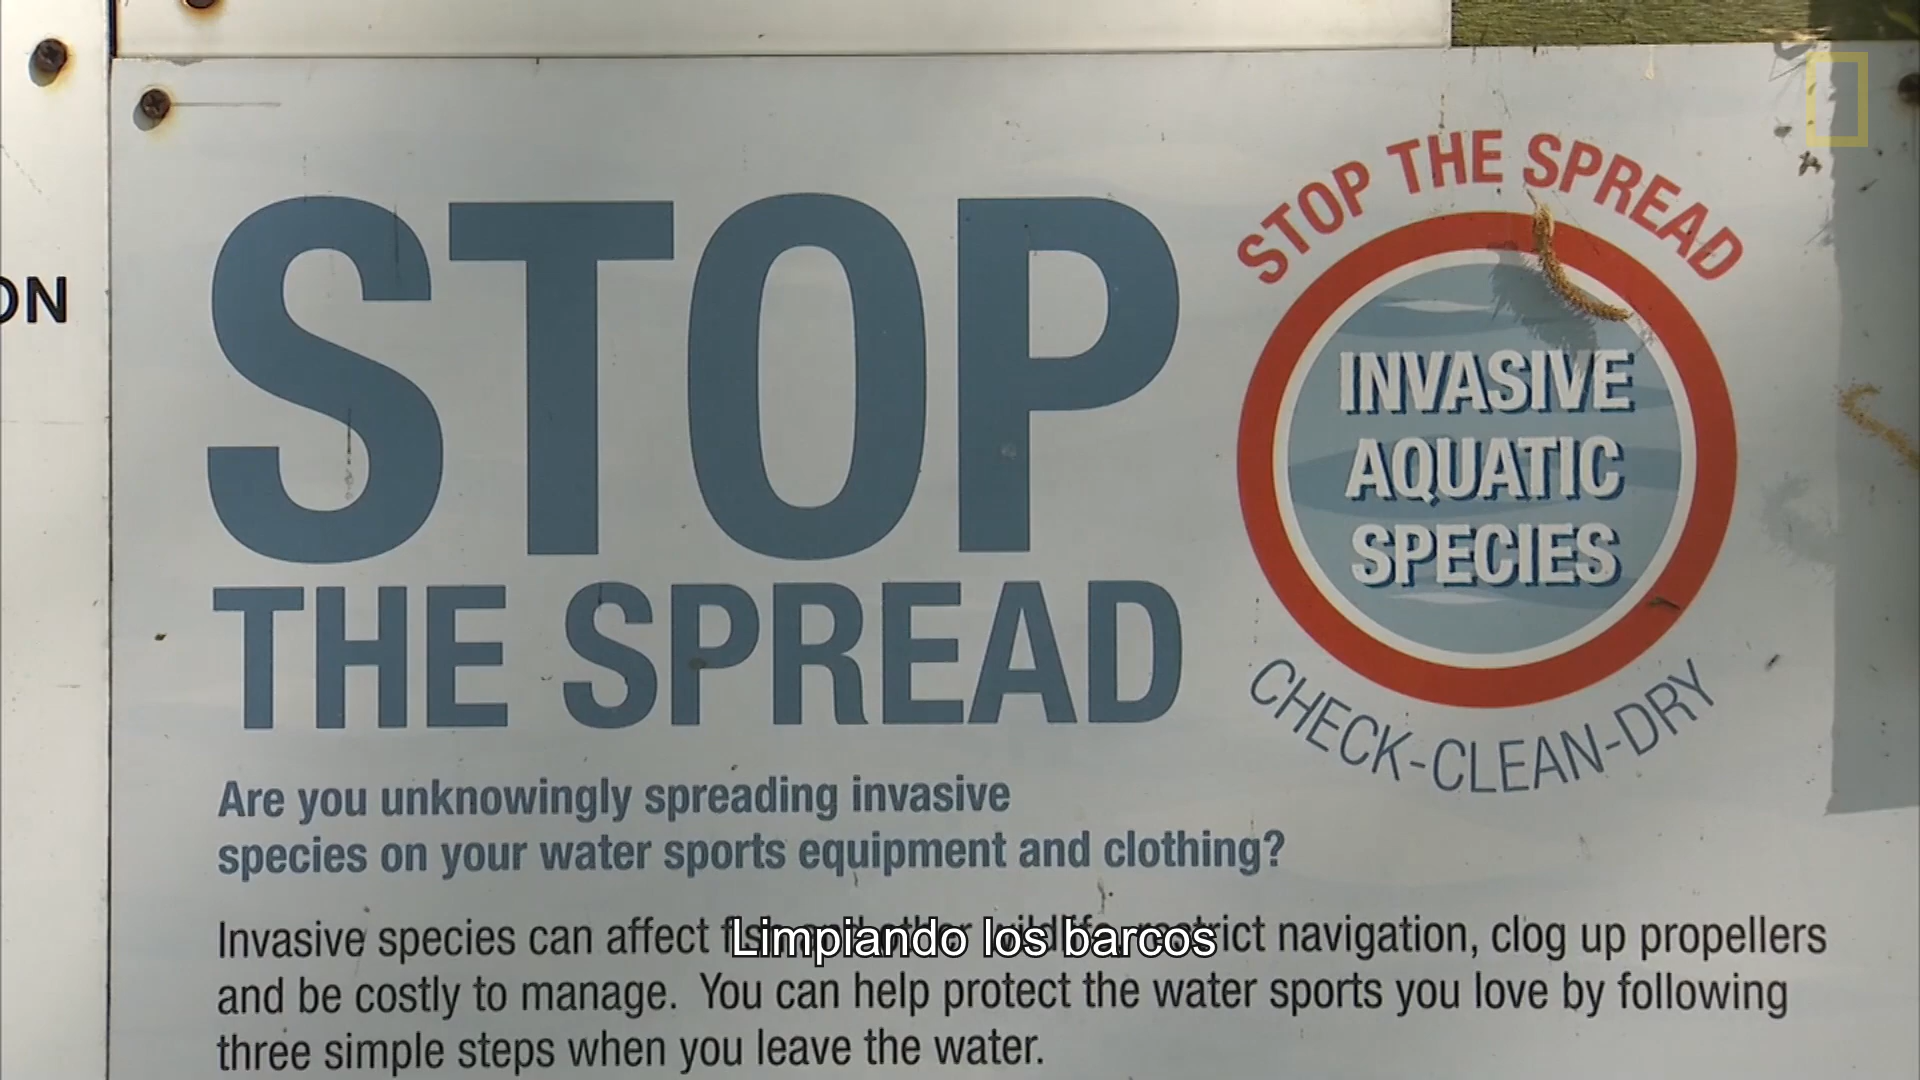 ON
STOP
THE SPREAD
STOP THE SPREAD
INVASIVE
AQUATIC
SPECIES
CHECK-CLEAN-DRY
Are you unknowingly spreading invasive
species on your water sports equipment and clothing?
Invasive species can affect restrict navigation, clog up propellers
Limpiando los barcos
and be costly to manage. You can help protect the water sports you love by following
three simple steps when you leave the water.